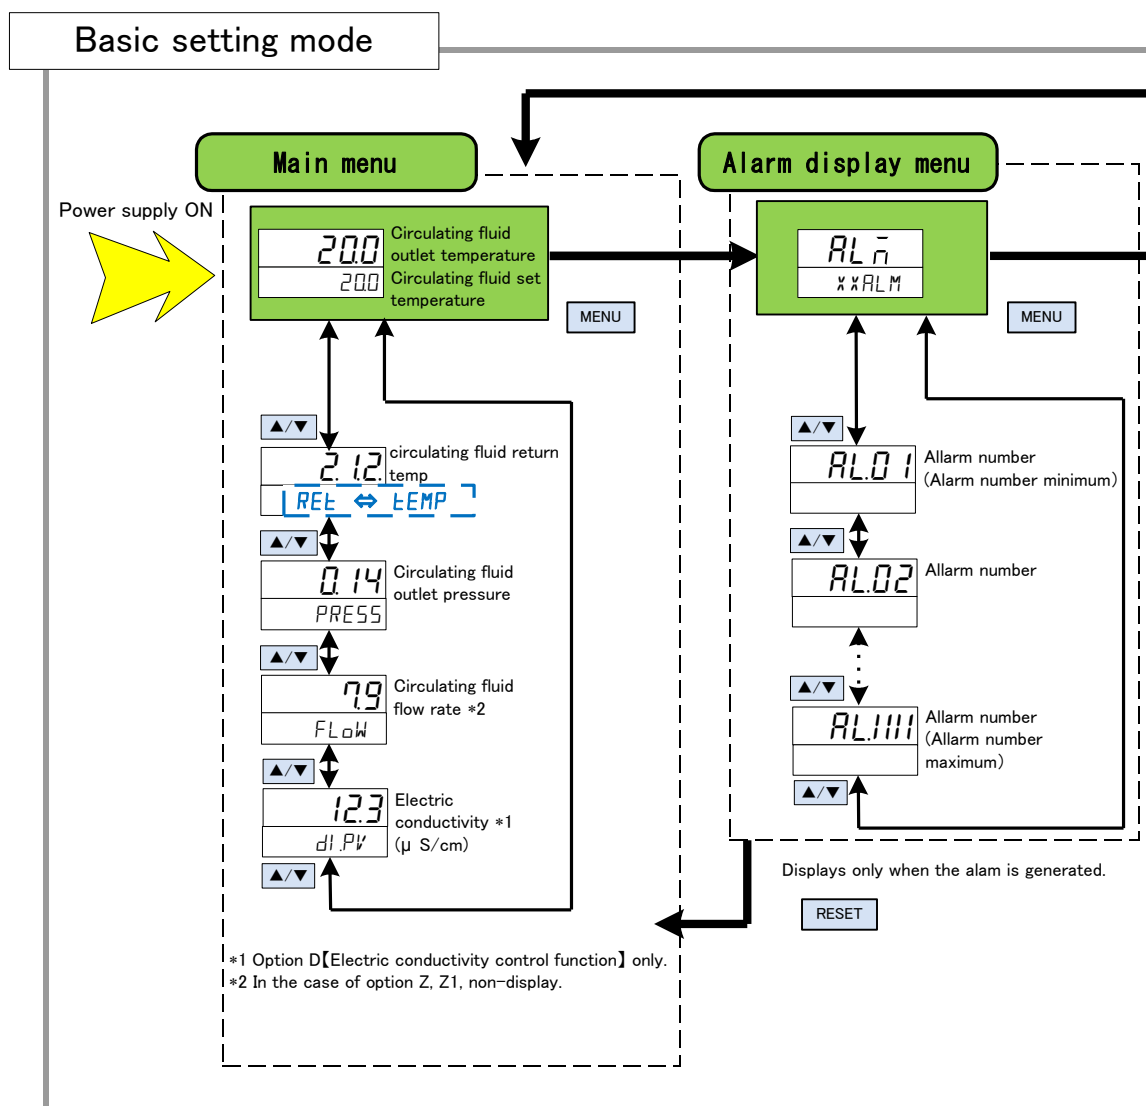 Basic setting mode
Main menu
Power supply ON
20.0
Circulating fluid
outlet temperature
20.0
Circulating fluid set
temperature
MENU
▲/▼
2. 1.2.
circulating fluid return
temp
REt ⇔ tEMP
▲/▼
0. 14
Circulating fluid
outlet pressure
PRESS
▲/▼
7.9
Circulating fluid
flow rate *2
FLoW
▲/▼
12.3
Electric
conductivity *1
(μ S/cm)
dI.PV
▲/▼
*1 Option D【Electric conductivity control function】 only.
*2 In the case of option Z, Z1, non-display.
Alarm display menu
ALM
××ALM
MENU
▲/▼
AL.01
Allarm number
(Alarm number minimum)
▲/▼
AL.02
Allarm number
▲/▼
AL.1111
Allarm number
(Allarm number
maximum)
▲/▼
Displays only when the alam is generated.
RESET